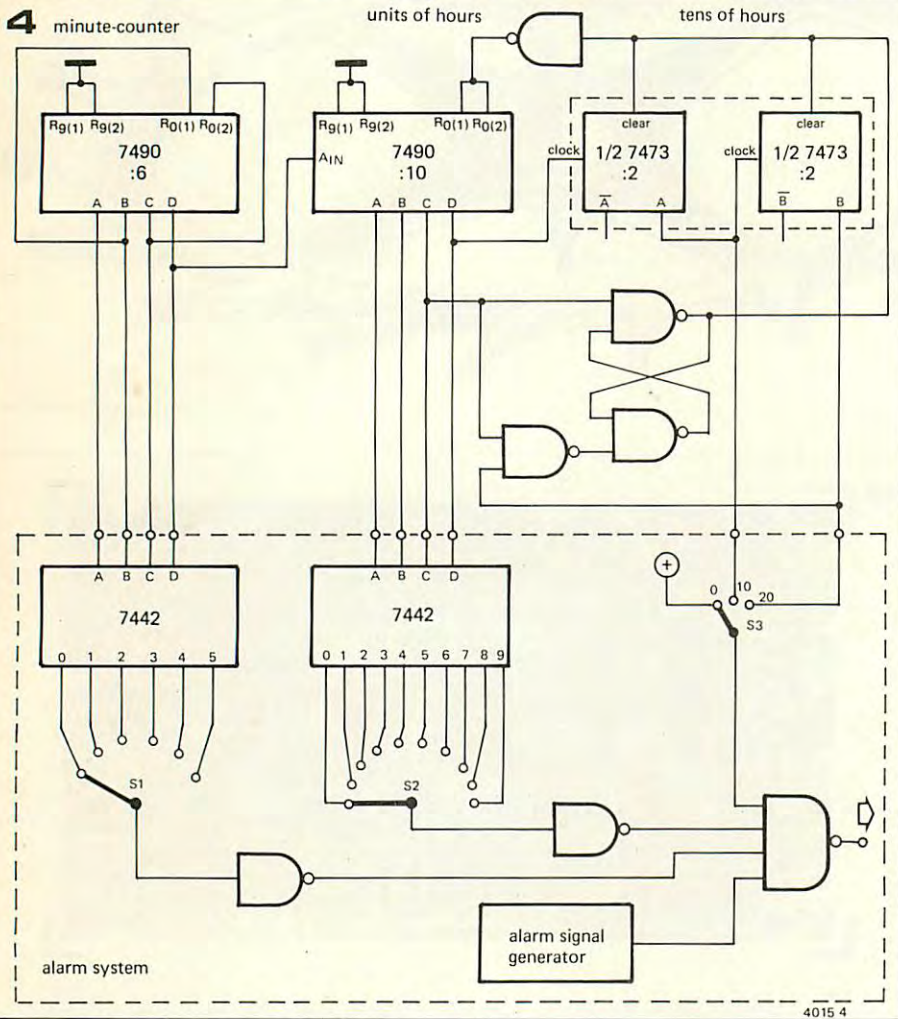 4 minute-counter
units of hours
tens of hours
R9(1) R9(2) R0(1) R0(2)
7490
:6
A B C D
R9(1) R9(2) R0(1) R0(2)
AIN
7490
:10
A B C D
clear
clock
1/2 7473
:2
A A
clear
clock
1/2 7473
:2
B B
A B C D
7442
0 1 2 3 4 5
S1
A B C D
7442
0 1 2 3 4 5 6 7 8 9
S2
+
0 10 20
S3
alarm signal
generator
alarm system
4015 4